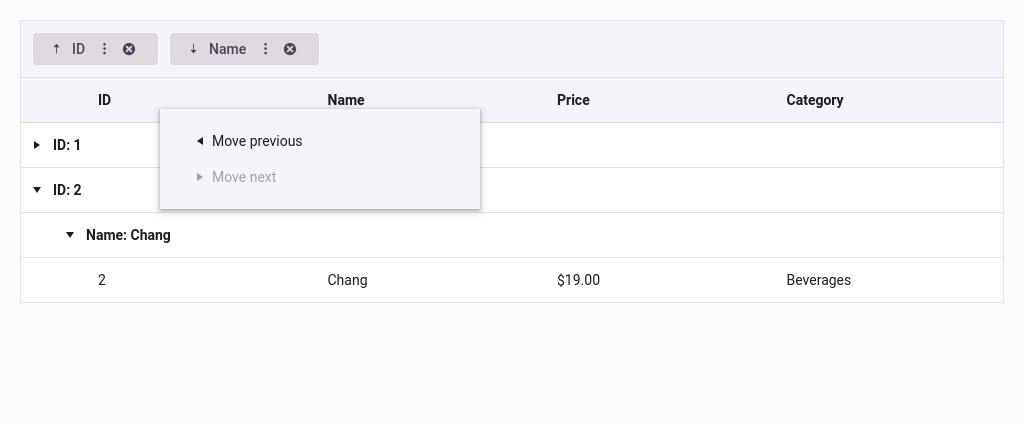 ID Name
ID Name Price Category
Move previous
ID: 1
Move next
ID: 2
Name: Chang
2 Chang $19.00 Beverages